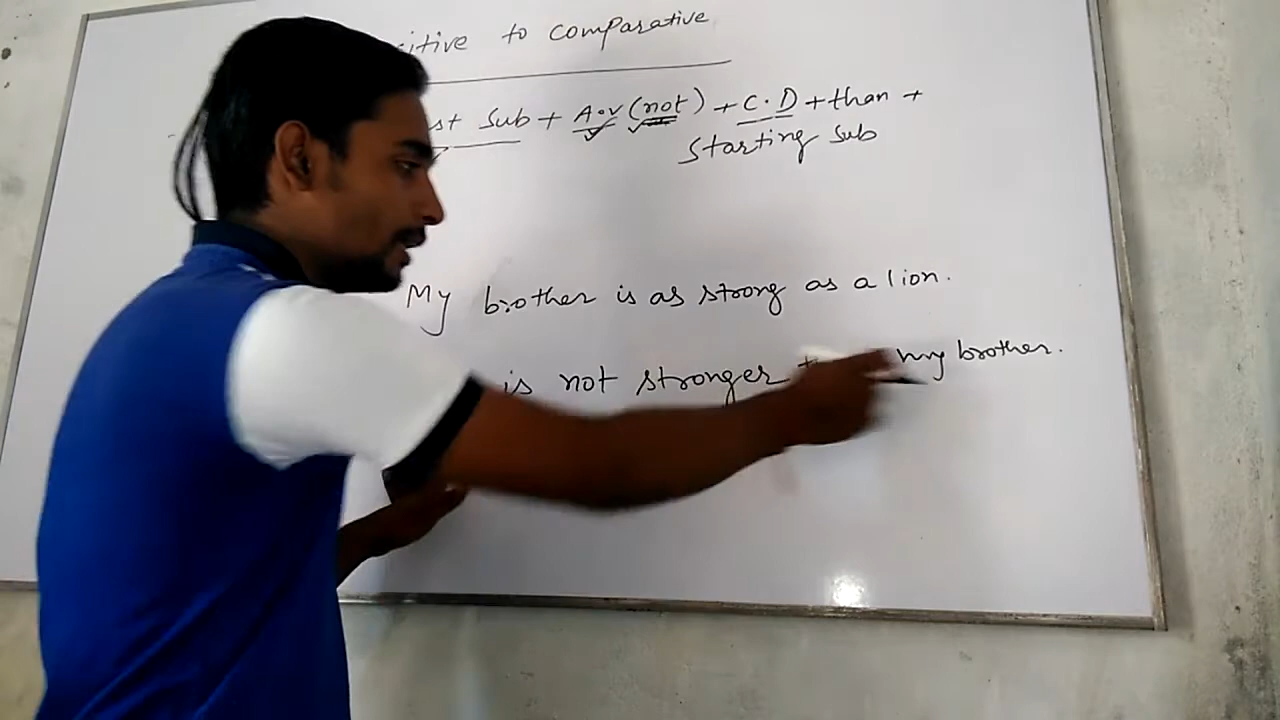 to comparative
Sub + A.v (not) + C.D + than +
Starting sub
My brother is as strong as a lion.
is not stronger my brother.